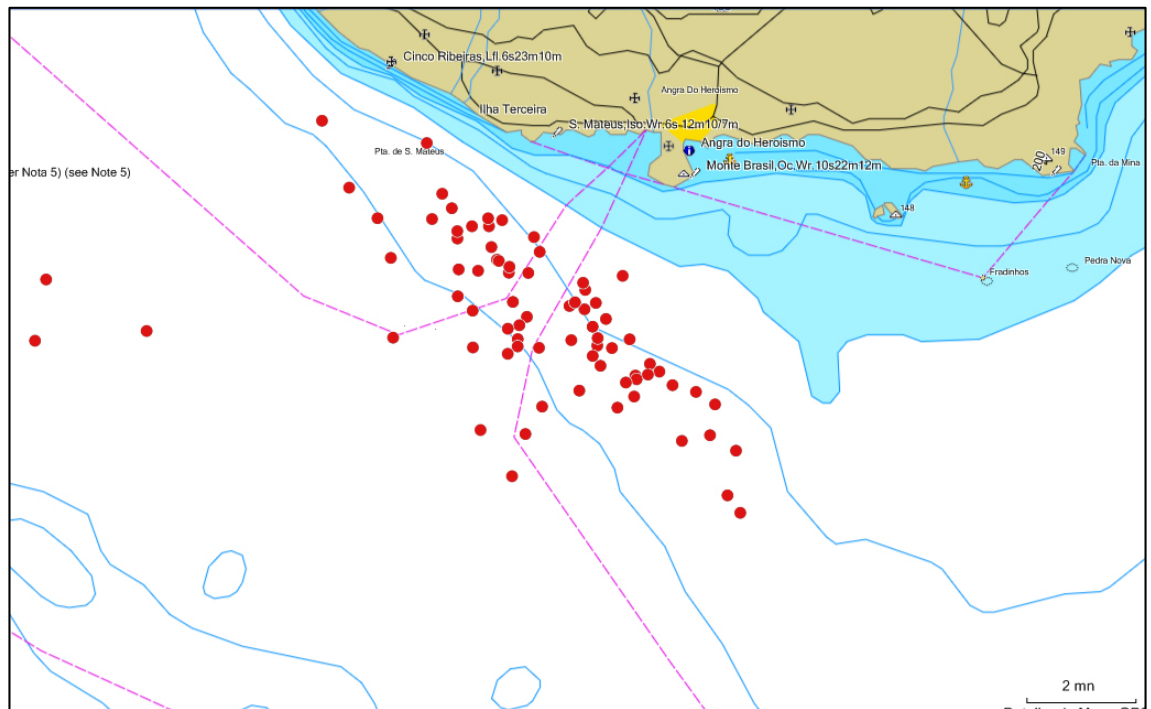 Cinco Ribeiras,Lfl.6s23m10m
Angra Do Heroismo
Ilha Terceira
S. Mateus,Iso.Wr.6s 12m10/7m
Angra do Heroismo
Pta. de S. Mateus
Monte Brasil,Oc.Wr.10s22m12m
200
149
Pta. da Mina
er Nota 5) (see Note 5)
148
Pedra Nova
Fradinhos
2 mn